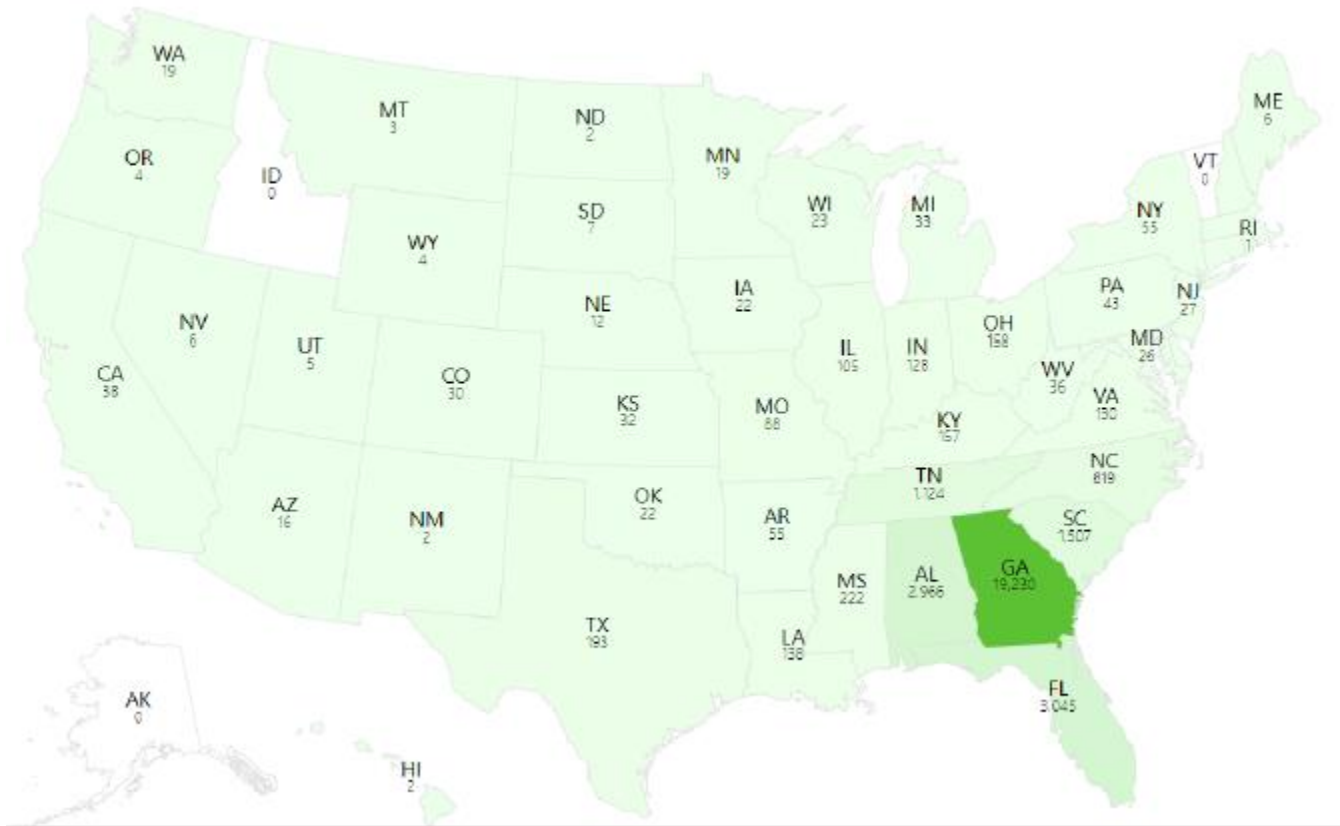 WA
19
MT
3
ND
2
ME
6
OR
4
ID
0
MN
19
VT
0
SD
7
WI
23
MI
33
NY
55
RI
1
WY
4
NE
12
IA
22
PA
43
NJ
27
NV
6
UT
5
OH
CO
30
IL
105
IN
128
MD
26
CA
38
WV
36
KS
32
MO
VA
130
KY
NC
TN
1,124
AZ
16
NM
2
OK
22
AR
55
SC
1,507
MS
222
AL
2,966
GA
19,230
TX
193
LA
138
AK
0
FL
3,045
HI
2